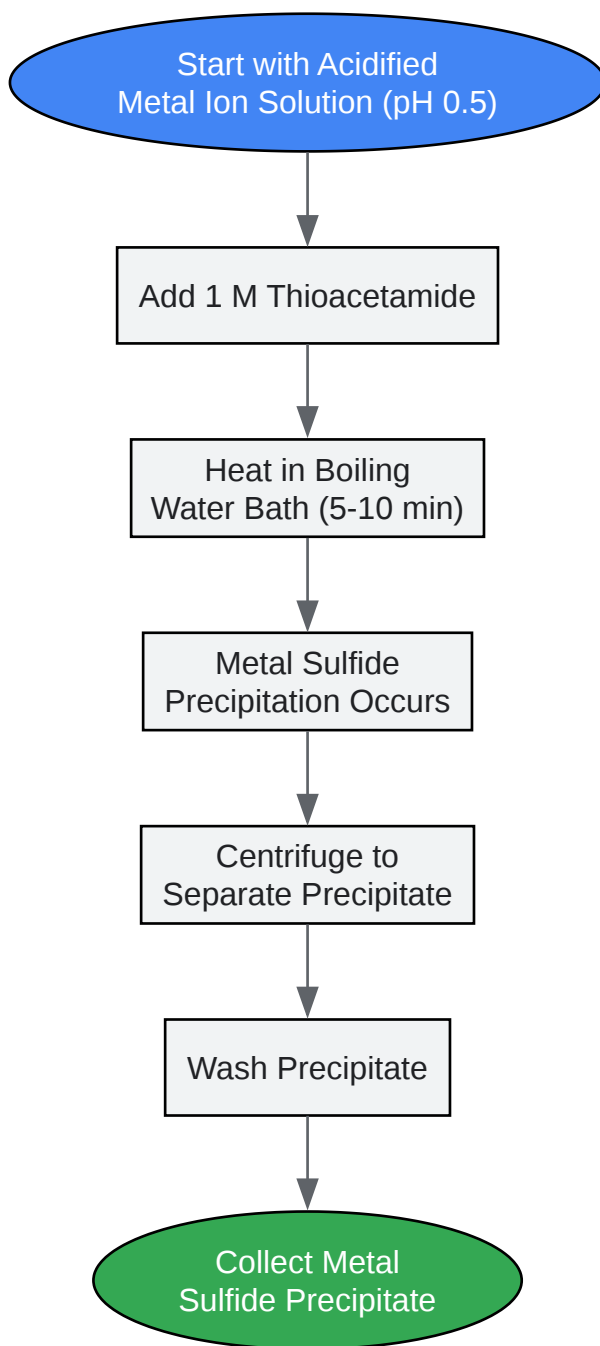 Start with Acidified
Metal Ion Solution (pH 0.5)
Add 1 M Thioacetamide
Heat in Boiling
Water Bath (5-10 min)
Metal Sulfide
Precipitation Occurs
Centrifuge to
Separate Precipitate
Wash Precipitate
Collect Metal
Sulfide Precipitate